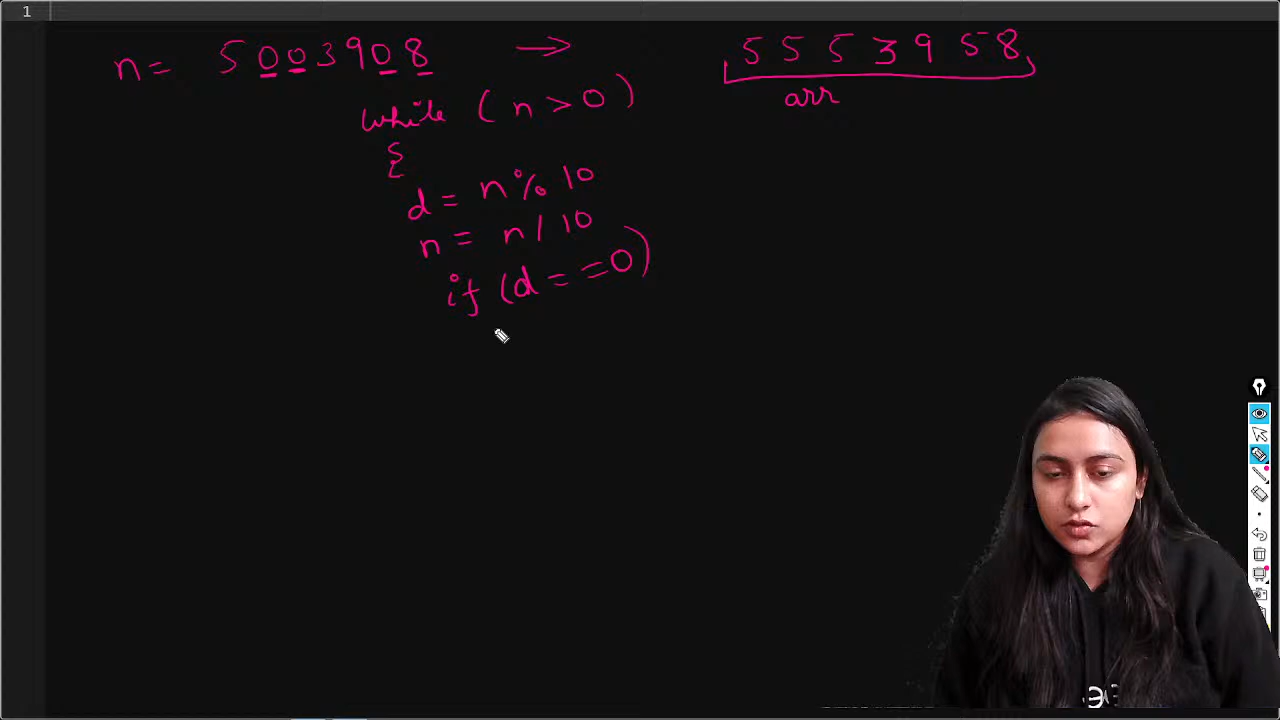 1
n = 5003908 → 5553958
arr
while ( n > 0 )
{
d = n % 10
n = n / 10
if (d = = 0)